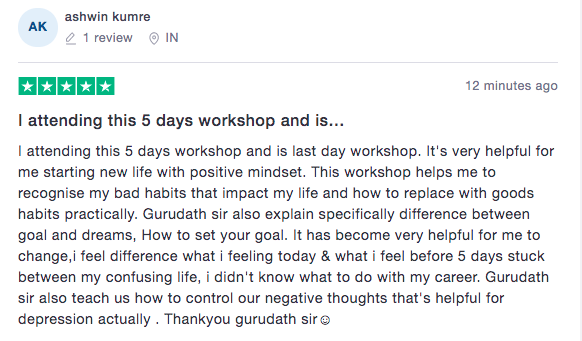 AK
ashwin kumre
1 review IN
12 minutes ago
I attending this 5 days workshop and is...
I attending this 5 days workshop and is last day workshop. It's very helpful for
me starting new life with positive mindset. This workshop helps me to
recognise my bad habits that impact my life and how to replace with goods
habits practically. Gurudath sir also explain specifically difference between
goal and dreams, How to set your goal. It has become very helpful for me to
change,i feel difference what i feeling today & what i feel before 5 days stuck
between my confusing life, i didn't know what to do with my career. Gurudath
sir also teach us how to control our negative thoughts that's helpful for
depression actually . Thankyou gurudath sir☺